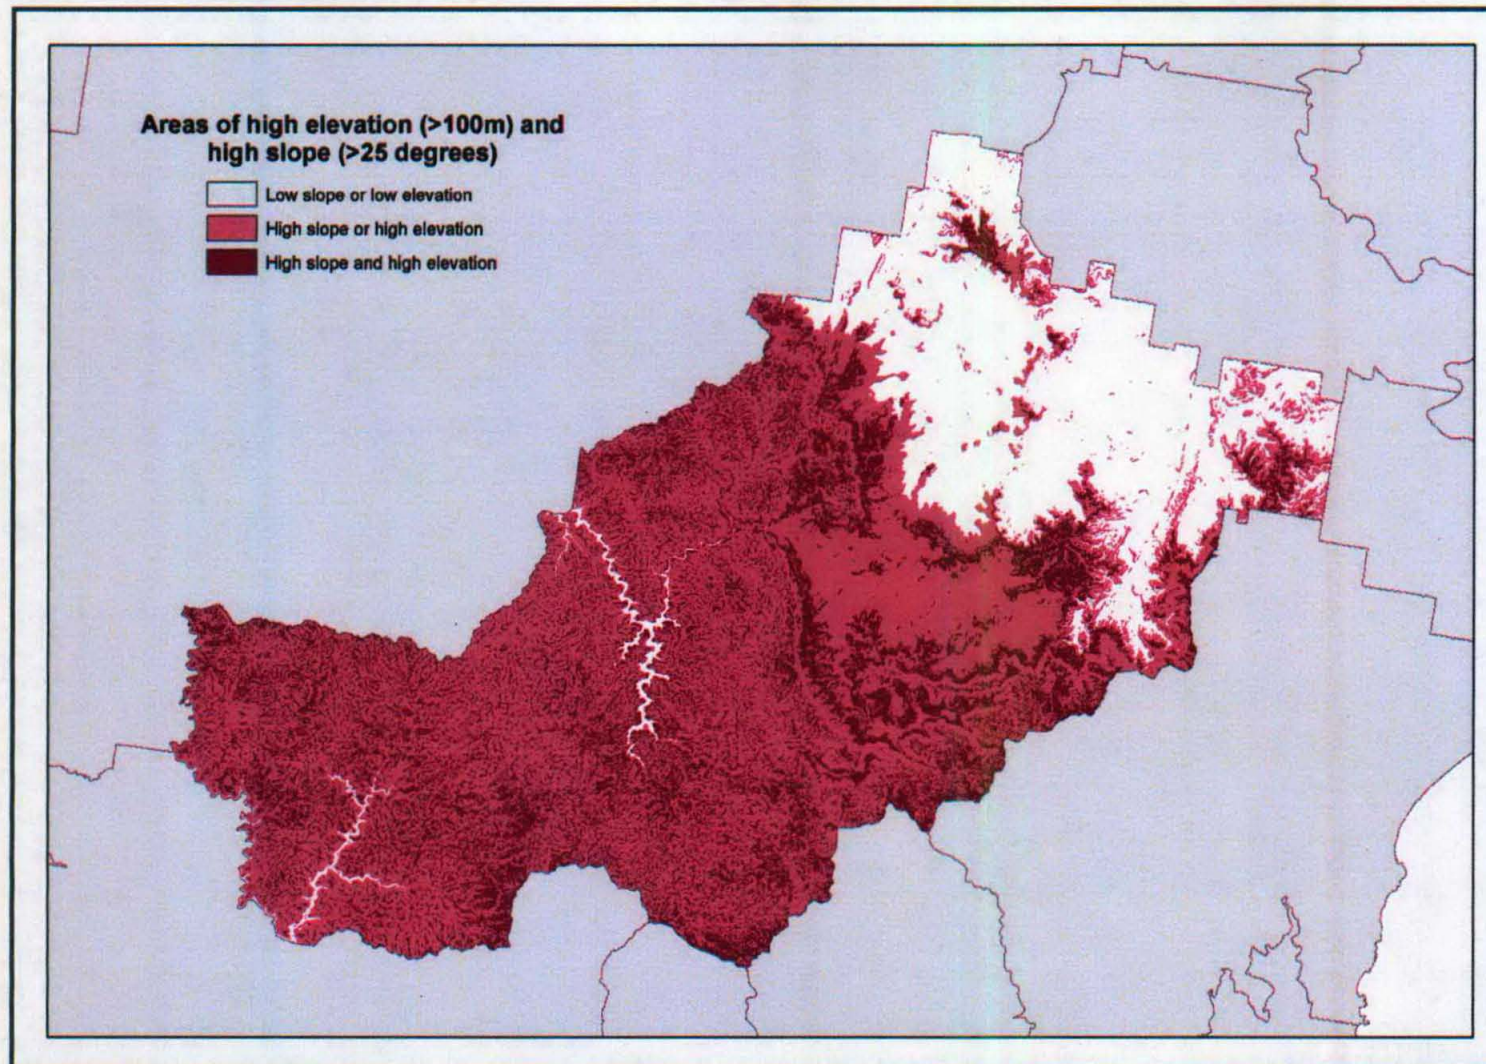 Areas of high elevation (>100m) and
high slope (>25 degrees)
Low slope or low elevation
High slope or high elevation
High slope and high elevation